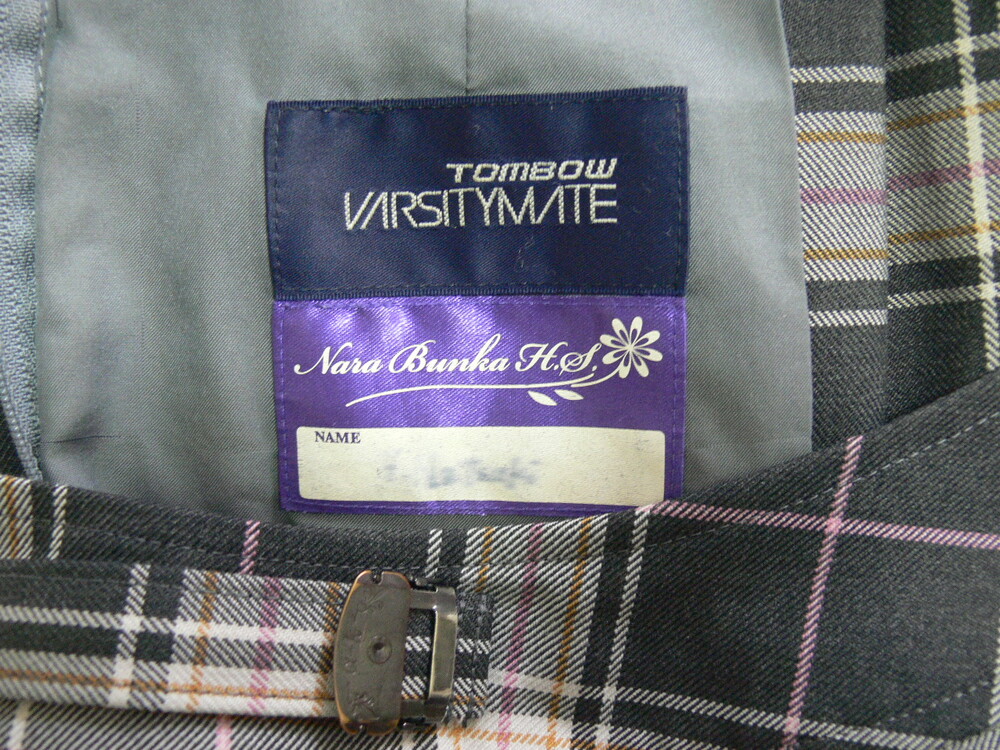 TOMBOW
VARSITYMATE
Nara Bunka H.S.
NAME